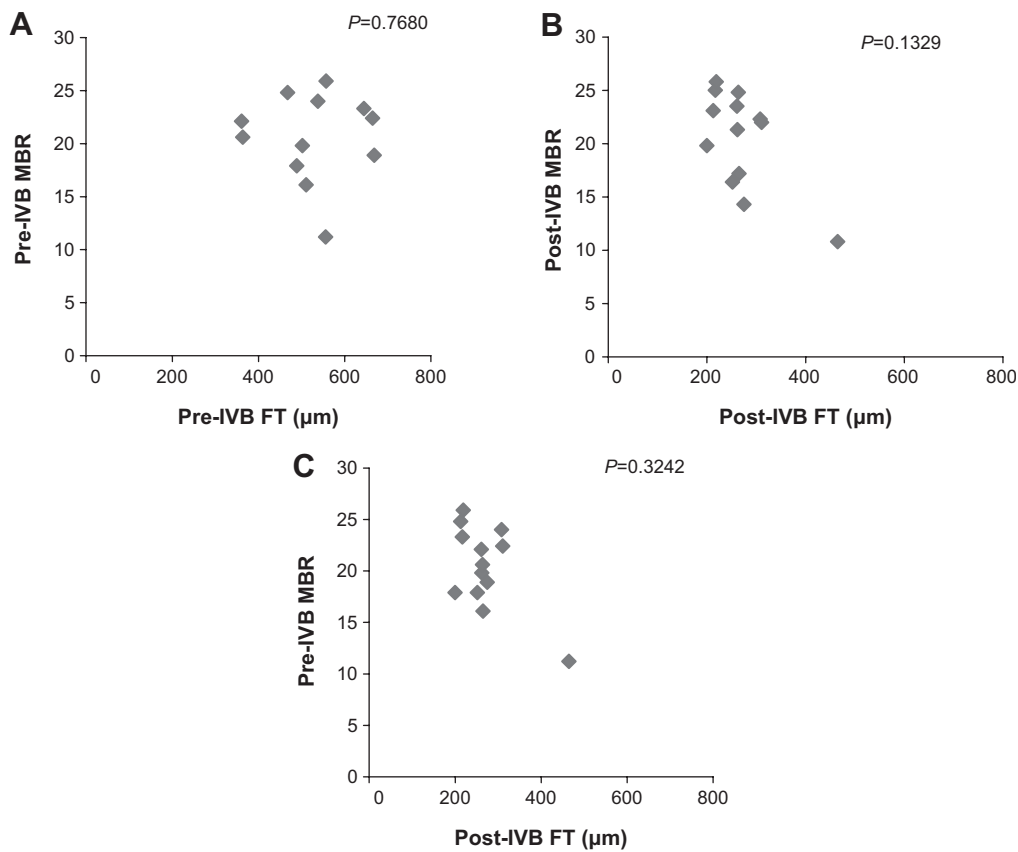 A
P=0.7680
30
25
20
15
10
5
0
Pre-IVB MBR
0 200 400 600 800
Pre-IVB FT (µm)
B
P=0.1329
30
25
20
15
10
5
0
Post-IVB MBR
0 200 400 600 800
Post-IVB FT (µm)
C
P=0.3242
30
25
20
15
10
5
0
Pre-IVB MBR
0 200 400 600 800
Post-IVB FT (µm)